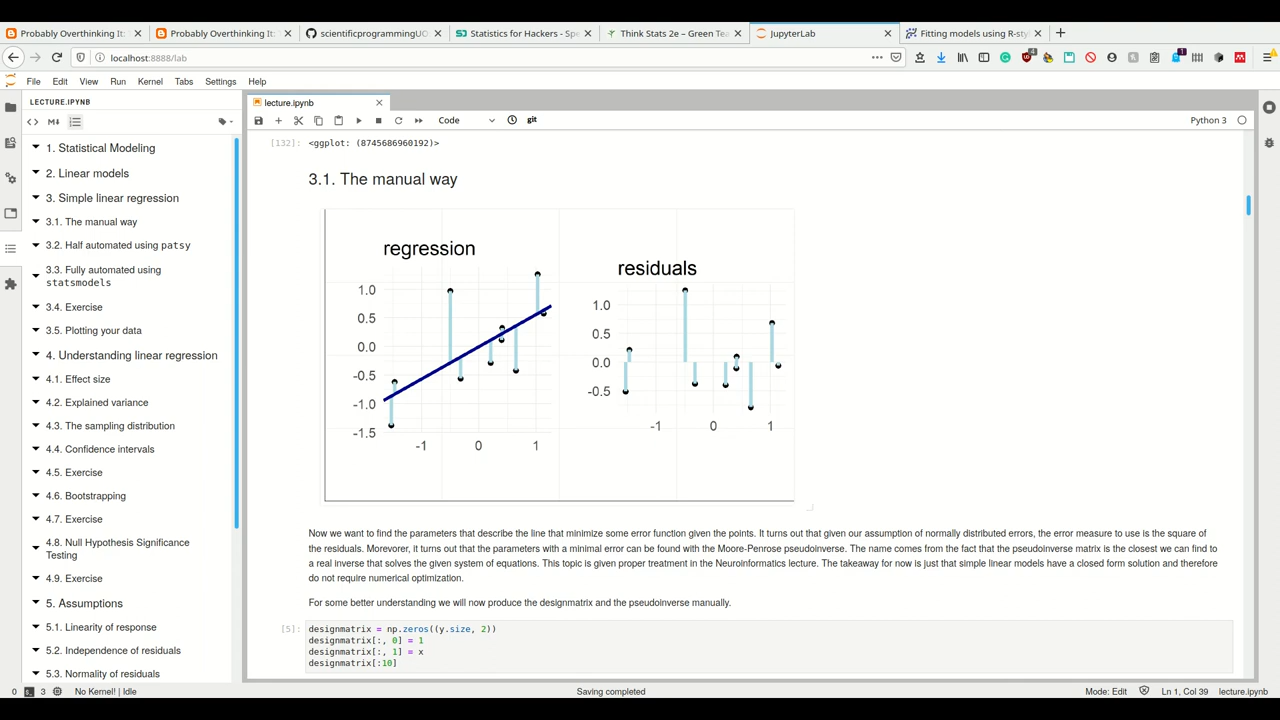 Probably Overthinking It:
Probably Overthinking It:
scientificprogrammingUO
Statistics for Hackers - Spe
Think Stats 2e – Green Tea
JupyterLab
Fitting models using R-styl
localhost:8888/lab
4
1
File Edit View Run Kernel Tabs Settings Help
LECTURE.IPYNB
1. Statistical Modeling
2. Linear models
3. Simple linear regression
3.1. The manual way
3.2. Half automated using patsy
3.3. Fully automated using
statsmodels
3.4. Exercise
3.5. Plotting your data
4. Understanding linear regression
4.1. Effect size
4.2. Explained variance
4.3. The sampling distribution
4.4. Confidence intervals
4.5. Exercise
4.6. Bootstrapping
4.7. Exercise
4.8. Null Hypothesis Significance
Testing
4.9. Exercise
5. Assumptions
5.1. Linearity of response
5.2. Independence of residuals
5.3. Normality of residuals
lecture.ipynb
Code
git
Python 3
[132]: <ggplot: (8745686960192)>
3.1. The manual way
regression
1.0
0.5
0.0
-0.5
-1.0
-1.5
-1 0 1
residuals
1.0
0.5
0.0
-0.5
-1 0 1
Now we want to find the parameters that describe the line that minimize some error function given the points. It turns out that given our assumption of normally distributed errors, the error measure to use is the square of
the residuals. Morevorer, it turns out that the parameters with a minimal error can be found with the Moore-Penrose pseudoinverse. The name comes from the fact that the pseudoinverse matrix is the closest we can find to
a real inverse that solves the given system of equations. This topic is given proper treatment in the Neuroinformatics lecture. The takeaway for now is just that simple linear models have a closed form solution and therefore
do not require numerical optimization.
For some better understanding we will now produce the designmatrix and the pseudoinverse manually.
[5]: designmatrix = np.zeros((y.size, 2))
designmatrix[:, 0] = 1
designmatrix[:, 1] = x
designmatrix[:10]
0 3 No Kernel! | Idle
Saving completed
Mode: Edit Ln 1, Col 39 lecture.ipynb